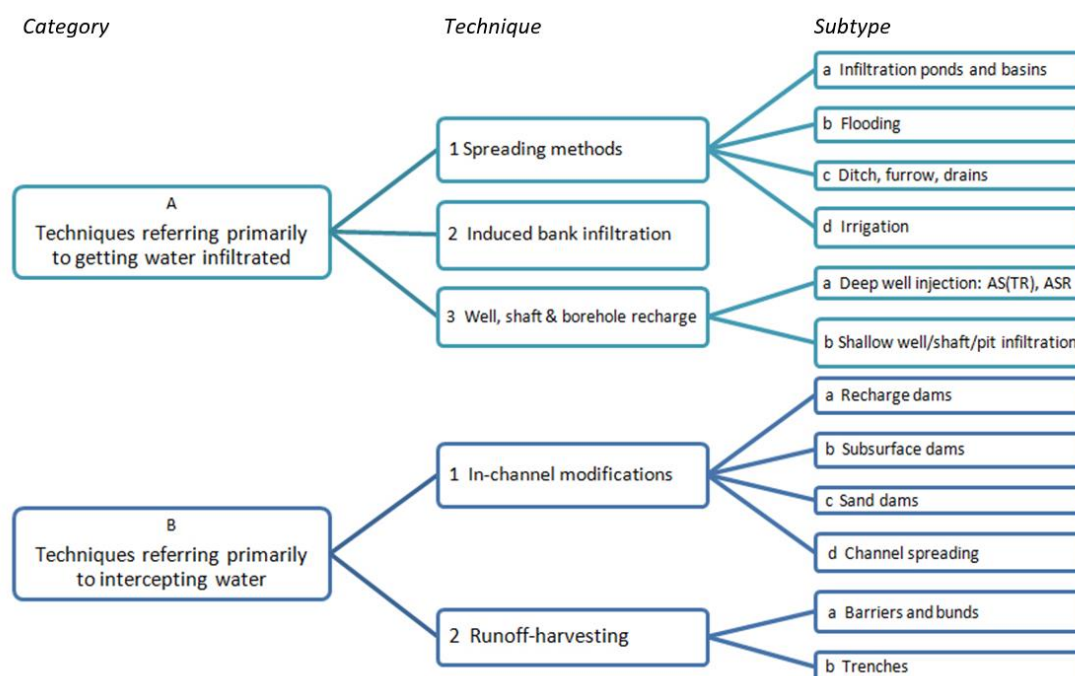 Category Technique Subtype
A
Techniques referring primarily
to getting water infiltrated
1 Spreading methods
a Infiltration ponds and basins
b Flooding
c Ditch, furrow, drains
d Irrigation
2 Induced bank infiltration
3 Well, shaft & borehole recharge
a Deep well injection: AS(TR), ASR
b Shallow well/shaft/pit infiltration
B
Techniques referring primarily
to intercepting water
1 In-channel modifications
a Recharge dams
b Subsurface dams
c Sand dams
d Channel spreading
2 Runoff-harvesting
a Barriers and bunds
b Trenches